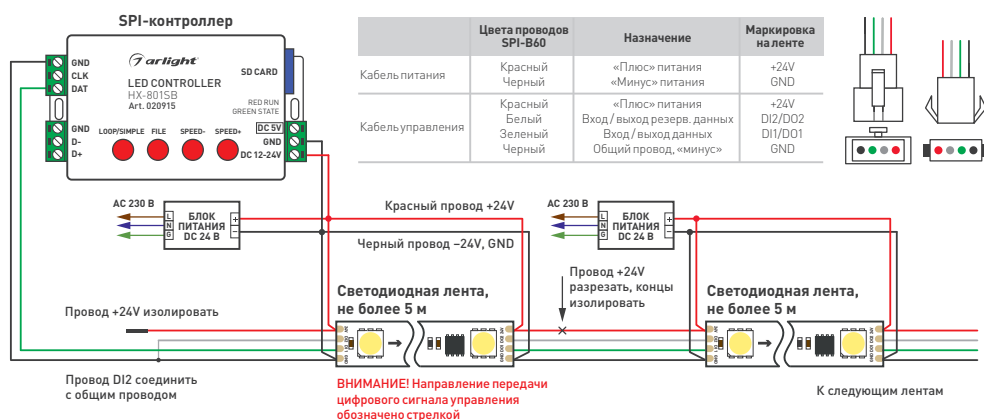 SPI-контроллер
GND
CLK
DAT
arlight
LED CONTROLLER
HX-801SB
Art. 020915
SD CARD
RED RUN
GREEN STATE
GND
D-
D+
LOOP/SIMPLE
FILE
SPEED-
SPEED+
DC 5V
GND
DC 12-24V
Цвета проводов SPI-B60
Назначение
Маркировка на ленте
Кабель питания
Красный
«Плюс» питания
+24V
Черный
«Минус» питания
GND
Кабель управления
Красный
«Плюс» питания
+24V
Белый
Вход / выход резерв. данных
DI2/DO2
Зеленый
Вход / выход данных
DI1/DO1
Черный
Общий провод, «минус»
GND
AC 230 В
L
N
G
БЛОК
ПИТАНИЯ
DC 24 В
+
−
Красный провод +24V
Черный провод −24V, GND
AC 230 В
L
N
G
БЛОК
ПИТАНИЯ
DC 24 В
+
−
Провод +24V
разрезать, концы
изолировать
Провод +24V изолировать
Светодиодная лента,
не более 5 м
Светодиодная лента,
не более 5 м
Провод DI2 соединить
с общим проводом
ВНИМАНИЕ! Направление передачи
цифрового сигнала управления
обозначено стрелкой
К следующим лентам